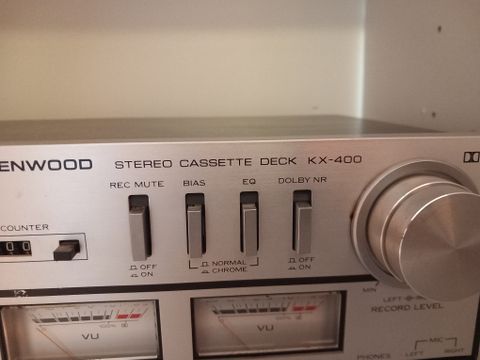 ENWOOD STEREO CASSETTE DECK KX-400
REC MUTE BIAS EQ DOLBY NR
COUNTER
00
OFF
ON
NORMAL
CHROME
OFF
ON
MIN
LEFT
RECORD LEVEL
VU
VU
PHONES LEFT MIC RIGHT